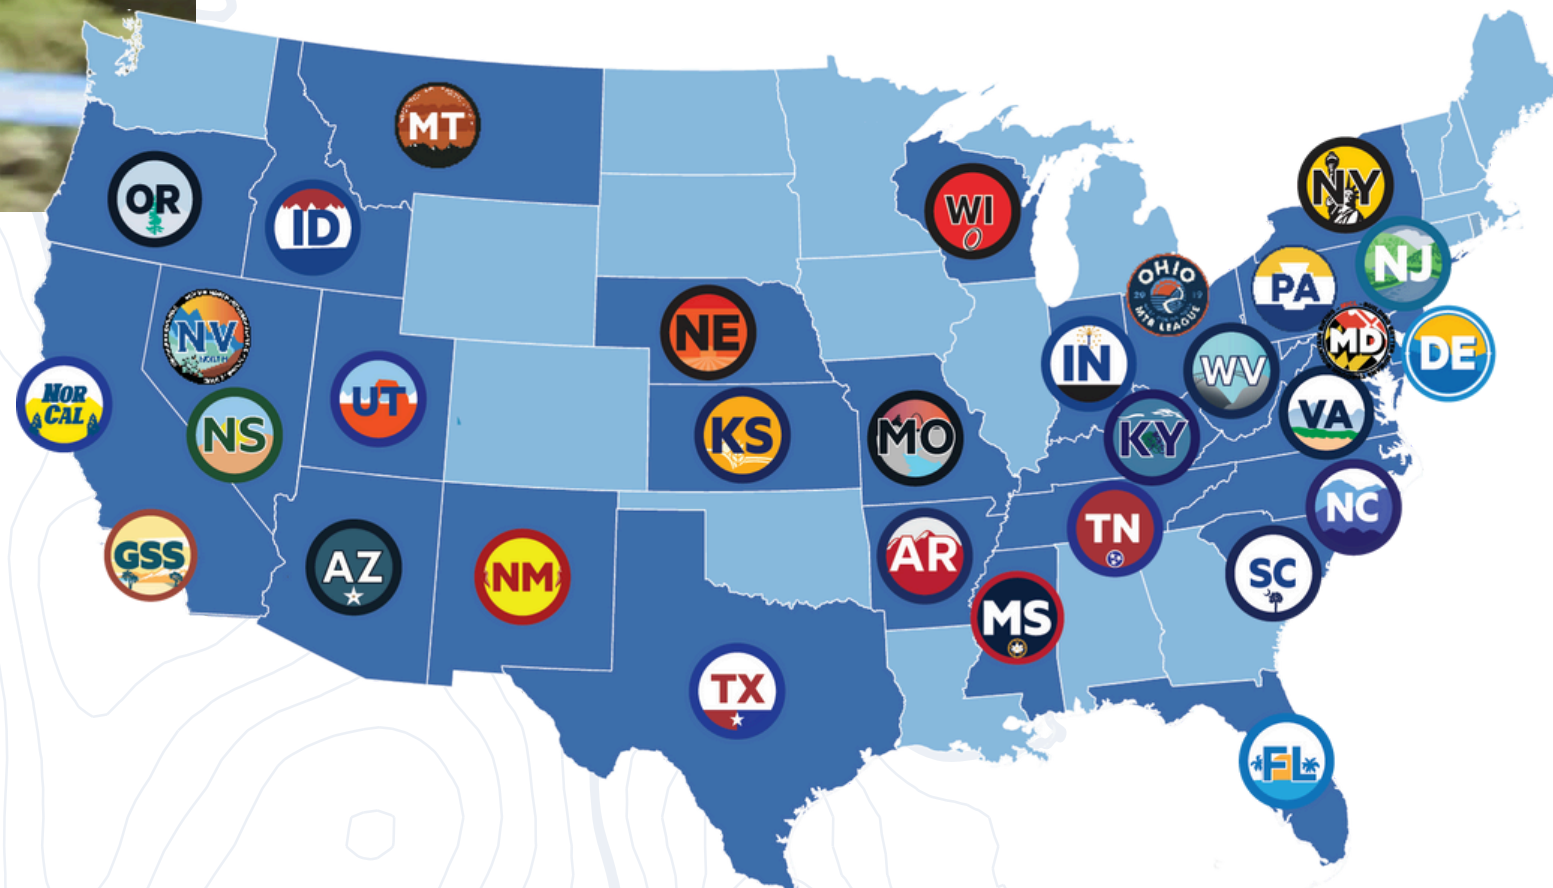 MT
OR
ID
WI
NY
NJ
OHIO
2019
MTB LEAGUE
PA
NV
NORTH
NE
IN
WV
MD
DE
NOR
CAL
UT
NS
KS
MO
KY
VA
GSS
AZ
NM
AR
TN
NC
SC
MS
TX
FL